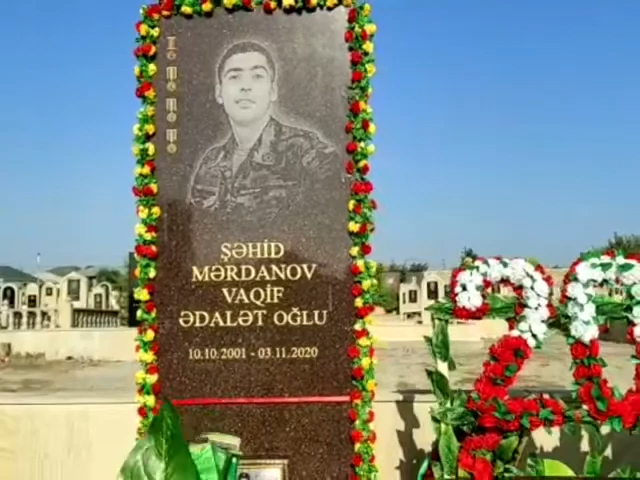 ŞƏHİD
MƏRDANOV
VAQİF
ƏDALƏT OĞLU
10.10.2001 - 03.11.2020